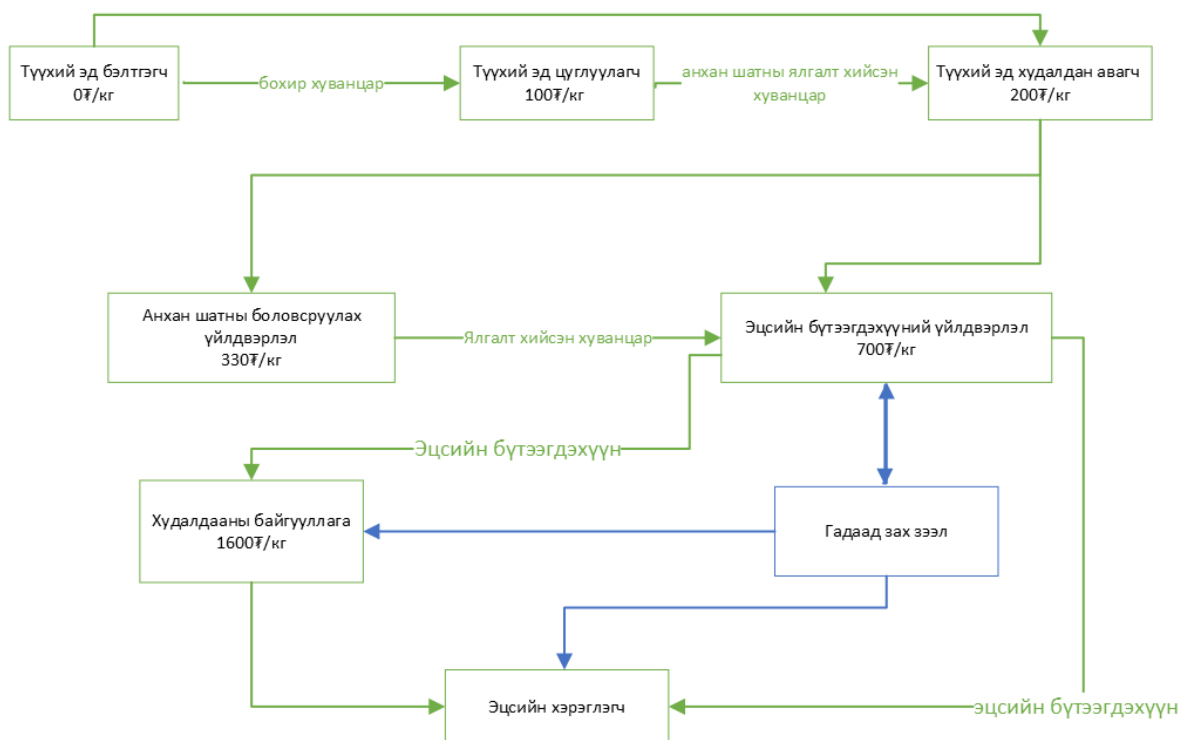 Түүхий эд бэлтгэгч
0₮/кг
бохир хуванцар
Түүхий эд цуглуулагч
100₮/кг
анхан шатны ялгалт хийсэн
хуванцар
Түүхий эд худалдан авагч
200₮/кг
Анхан шатны боловсруулах
үйлдвэрлэл
330₮/кг
Ялгалт хийсэн хуванцар
Эцсийн бүтээгдэхүүний үйлдвэрлэл
700₮/кг
Эцсийн бүтээгдэхүүн
Худалдааны байгууллага
1600₮/кг
Гадаад зах зээл
Эцсийн хэрэглэгч
эцсийн бүтээгдэхүүн